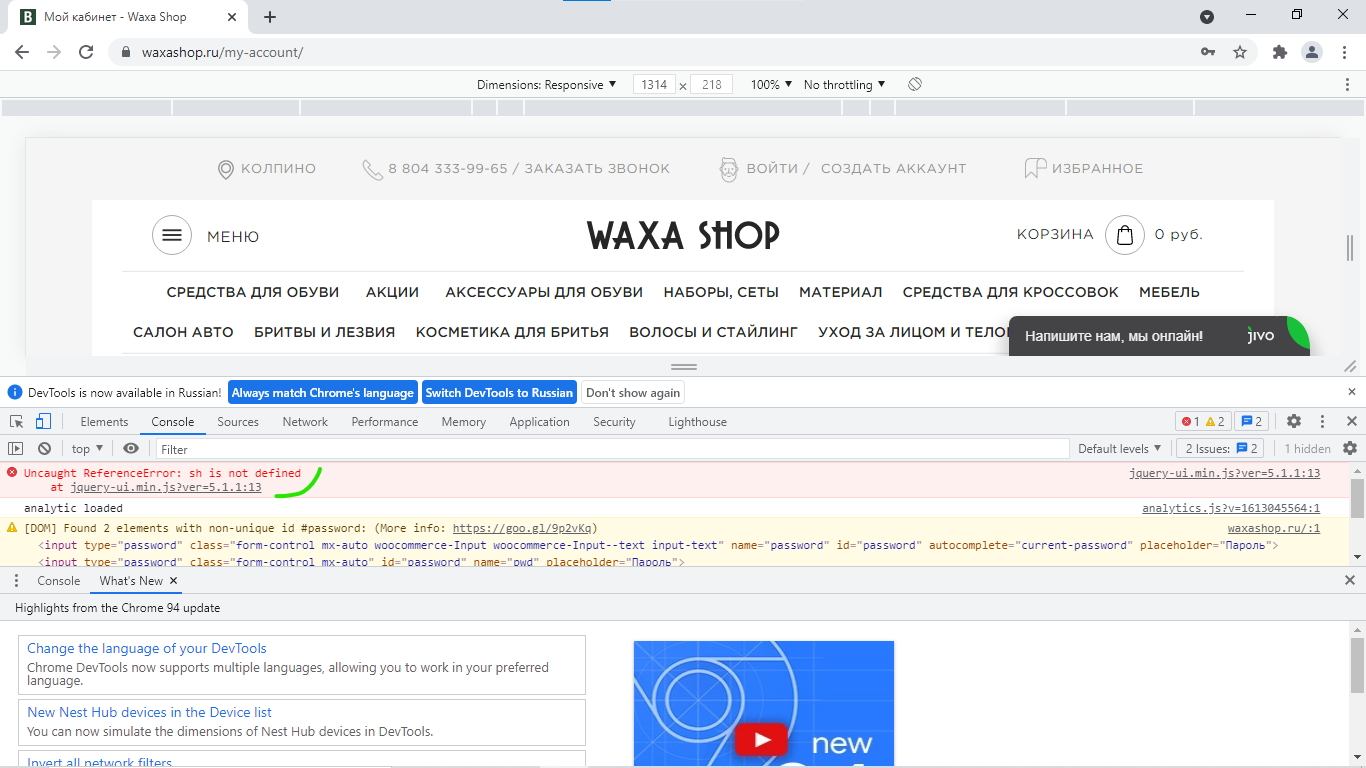 B Мой кабинет - Waxa Shop
waxashop.ru/my-account/
Dimensions: Responsive 1314 × 218 100% No throttling
КОЛПИНО 8 804 333-99-65 / ЗАКАЗАТЬ ЗВОНОК ВОЙТИ / СОЗДАТЬ АККАУНТ ИЗБРАННОЕ
МЕНЮ WAXA SHOP КОРЗИНА 0 руб.
СРЕДСТВА ДЛЯ ОБУВИ АКЦИИ АКСЕССУАРЫ ДЛЯ ОБУВИ НАБОРЫ, СЕТЫ МАТЕРИАЛ СРЕДСТВА ДЛЯ КРОССОВОК МЕБЕЛЬ
САЛОН АВТО БРИТВЫ И ЛЕЗВИЯ КОСМЕТИКА ДЛЯ БРИТЬЯ ВОЛОСЫ И СТАЙЛИНГ УХОД ЗА ЛИЦОМ И ТЕЛОМ
Напишите нам, мы онлайн! jivo
DevTools is now available in Russian! Always match Chrome's language Switch DevTools to Russian Don't show again
Elements Console Sources Network Performance Memory Application Security Lighthouse 1 2 2
top Filter Default levels 2 Issues: 2 1 hidden
Uncaught ReferenceError: sh is not defined jquery-ui.min.js?ver=5.1.1:13
at jquery-ui.min.js?ver=5.1.1:13
analytic loaded analytics.js?v=1613045564:1
[DOM] Found 2 elements with non-unique id #password: (More info: https://goo.gl/9p2vKq) waxashop.ru/:1
<input type="password" class="form-control mx-auto woocommerce-Input woocommerce-Input--text input-text" name="password" id="password" autocomplete="current-password" placeholder="Пароль">
<input type="password" class="form-control mx-auto" id="password" name="pwd" placeholder="Пароль">
Console What's New
Highlights from the Chrome 94 update
Change the language of your DevTools
Chrome DevTools now supports multiple languages, allowing you to work in your preferred
language.
New Nest Hub devices in the Device list
You can now simulate the dimensions of Nest Hub devices in DevTools.
Invert all network filters
new